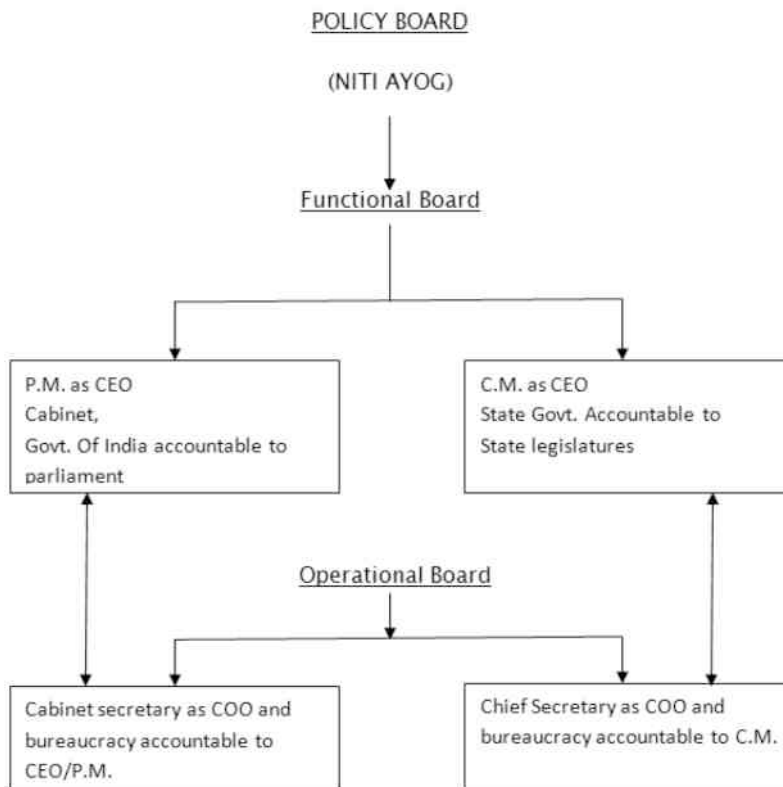 POLICY BOARD
(NITI AYOG)
Functional Board
P.M. as CEO
Cabinet,
Govt. Of India accountable to
parliament
C.M. as CEO
State Govt. Accountable to
State legislatures
Operational Board
Cabinet secretary as COO and
bureaucracy accountable to
CEO/P.M.
Chief Secretary as COO and
bureaucracy accountable to C.M.